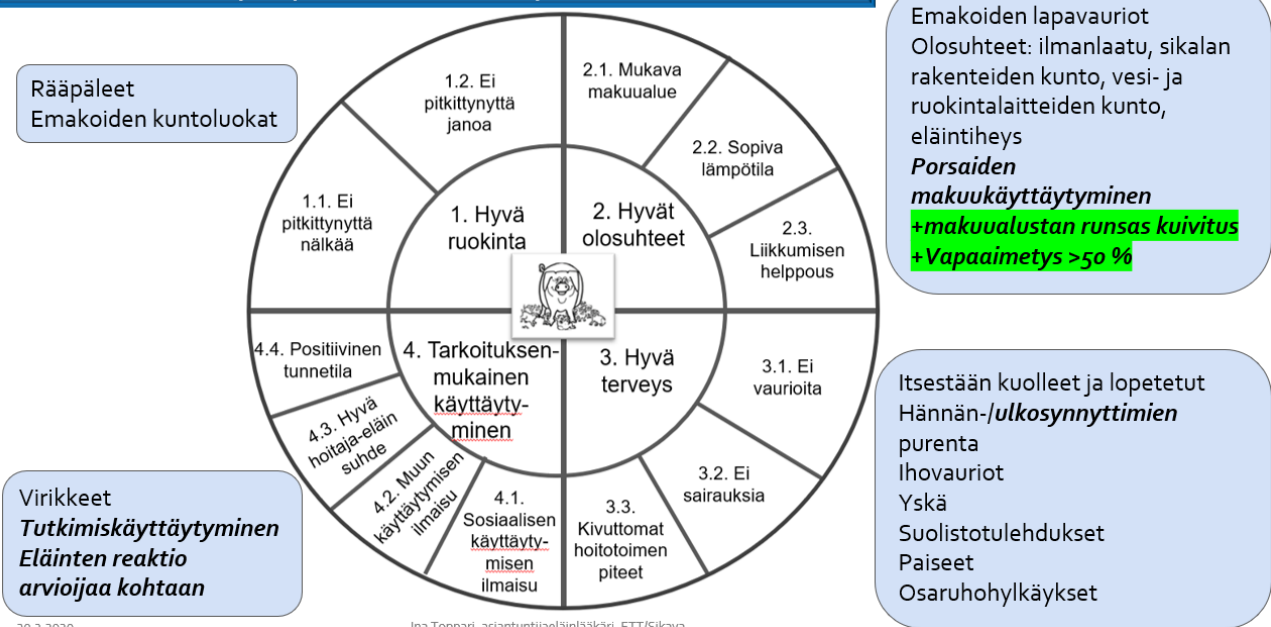 Rääpäleet
Emakoiden kuntoluokat
Emakoiden lapavauriot
Olosuhteet: ilmanlaatu, sikalan
rakenteiden kunto, vesi- ja
ruokintalaitteiden kunto,
eläintiheys
Porsaiden
makuukäyttäytyminen
+makuualustan runsas kuivitus
+Vapaaimetys >50 %
1.2. Ei
pitkittynyttä
janoa
2.1. Mukava
makuualue
2.2. Sopiva
lämpötila
1.1. Ei
pitkittynyttä
nälkää
1. Hyvä
ruokinta
2. Hyvät
olosuhteet
2.3.
Liikkumisen
helppous
4.4. Positiivinen
tunnetila
4. Tarkoituksen-
mukainen
käyttäyty-
minen
3. Hyvä
terveys
3.1. Ei
vaurioita
4.3. Hyvä
hoitaja-eläin
suhde
4.2. Muun
käyttäytymisen
ilmaisu
4.1.
Sosiaalisen
käyttäyty-
misen
ilmaisu
3.3.
Kivuttomat
hoitotoimen
piteet
3.2. Ei
sairauksia
Itsestään kuolleet ja lopetetut
Hännän-/ulkosynnyttimien
purenta
Ihovauriot
Yskä
Suolistotulehdukset
Paiseet
Osaruhohylkäykset
Virikkeet
Tutkimiskäyttäytyminen
Eläinten reaktio
arvioijaa kohtaan